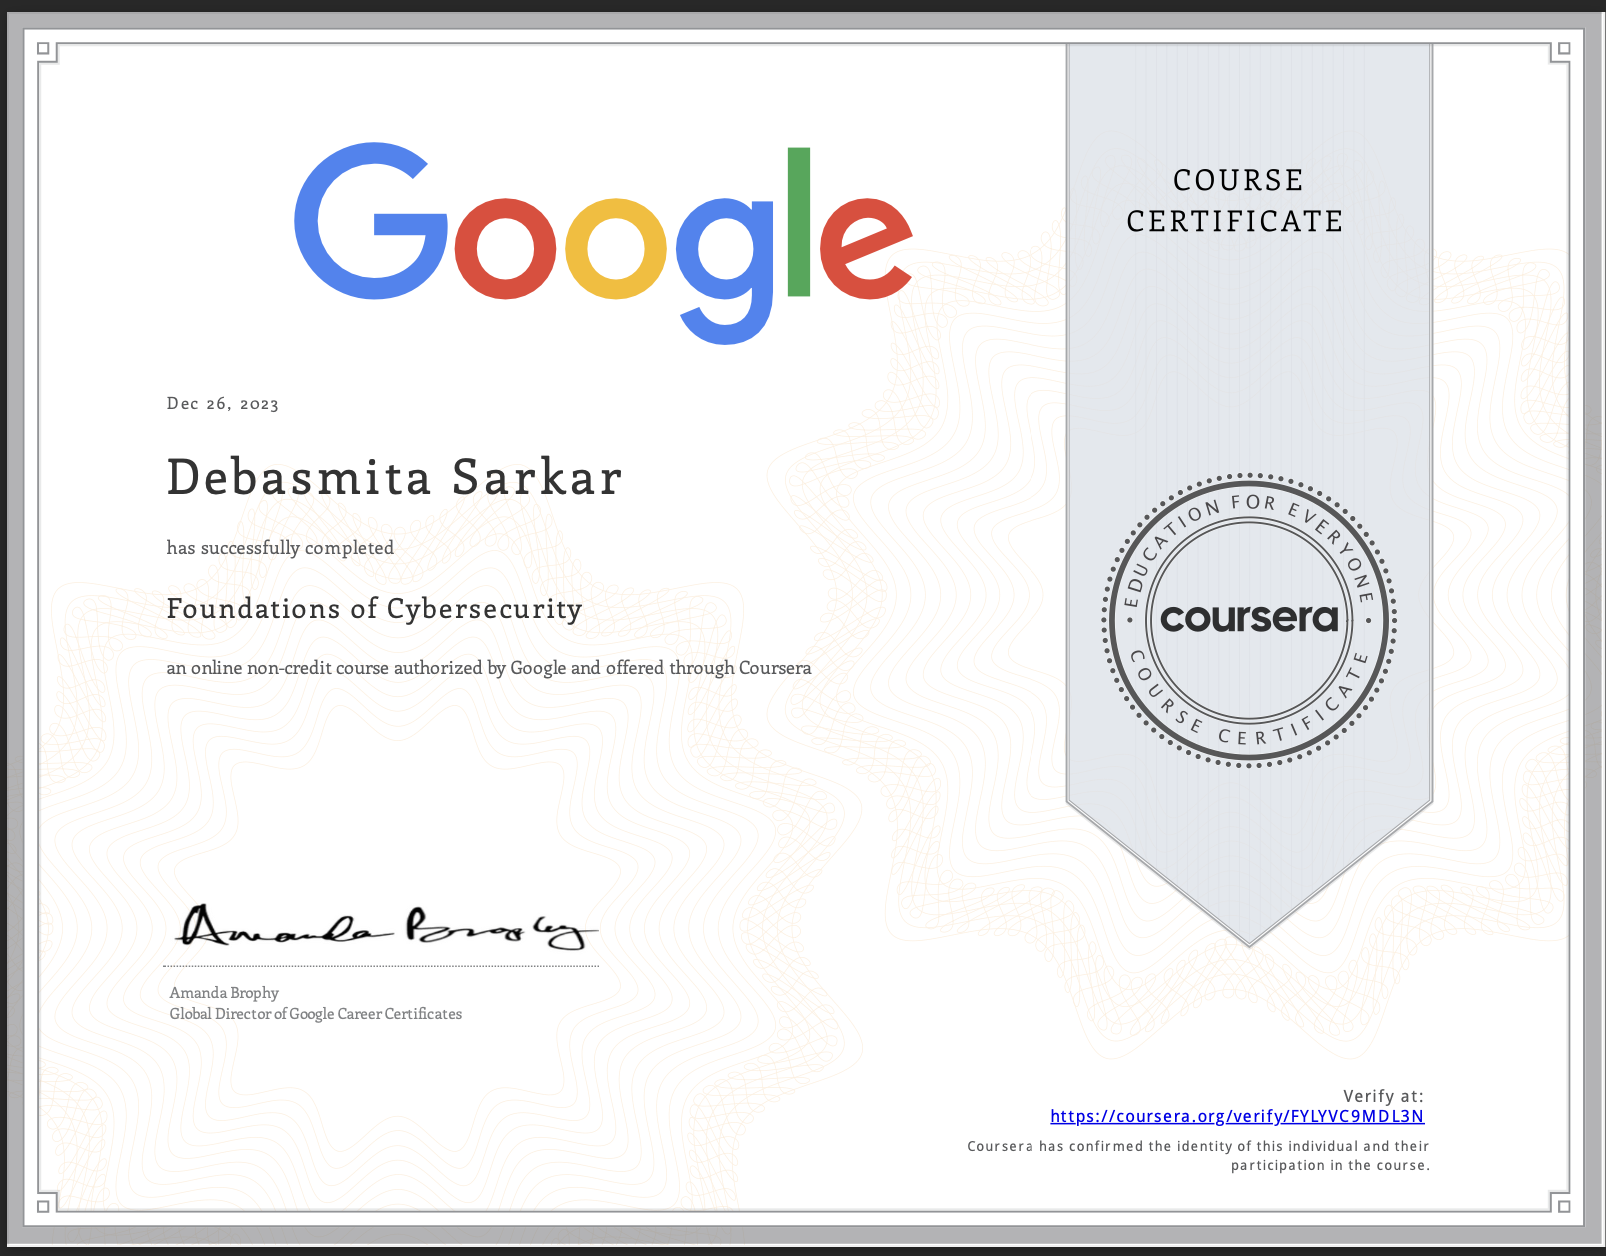 Google
COURSE
CERTIFICATE
Dec 26, 2023
Debasmita Sarkar
has successfully completed
Foundations of Cybersecurity
an online non-credit course authorized by Google and offered through Coursera
EDUCATION FOR EVERYONE
coursera
COURSE CERTIFICATE
Amanda Brophy
Amanda Brophy
Global Director of Google Career Certificates
Verify at:
https://coursera.org/verify/FYLYVC9MDL3N
Coursera has confirmed the identity of this individual and their
participation in the course.